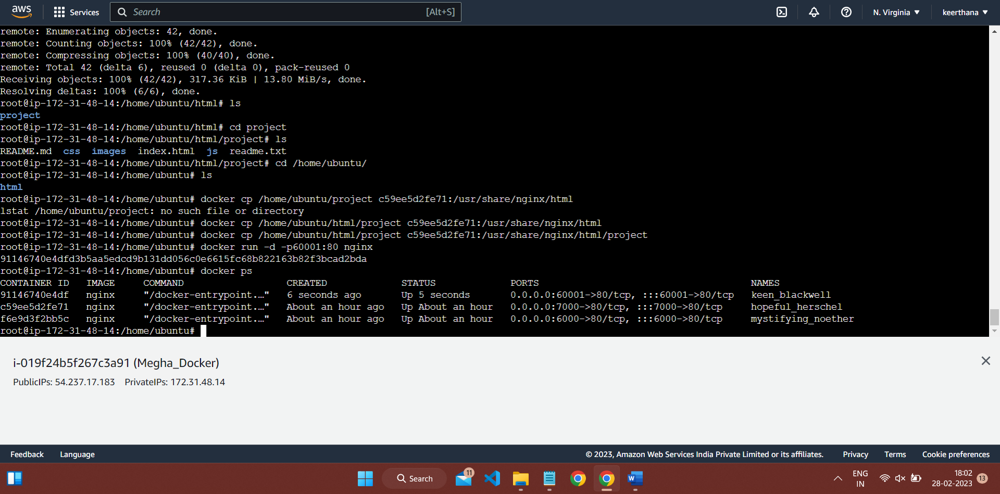 aws Services Search [Alt+S] N. Virginia ▼ keerthana ▼
remote: Enumerating objects: 42, done.
remote: Counting objects: 100% (42/42), done.
remote: Compressing objects: 100% (40/40), done.
remote: Total 42 (delta 6), reused 0 (delta 0), pack-reused 0
Receiving objects: 100% (42/42), 317.36 KiB | 13.80 MiB/s, done.
Resolving deltas: 100% (6/6), done.
root@ip-172-31-48-14:/home/ubuntu/html# ls
project
root@ip-172-31-48-14:/home/ubuntu/html# cd project
root@ip-172-31-48-14:/home/ubuntu/html/project# ls
README.md css images index.html js readme.txt
root@ip-172-31-48-14:/home/ubuntu/html/project# cd /home/ubuntu/
root@ip-172-31-48-14:/home/ubuntu# ls
html
root@ip-172-31-48-14:/home/ubuntu# docker cp /home/ubuntu/project c59ee5d2fe71:/usr/share/nginx/html
lstat /home/ubuntu/project: no such file or directory
root@ip-172-31-48-14:/home/ubuntu# docker cp /home/ubuntu/html/project c59ee5d2fe71:/usr/share/nginx/html
root@ip-172-31-48-14:/home/ubuntu# docker cp /home/ubuntu/html/project c59ee5d2fe71:/usr/share/nginx/html/project
root@ip-172-31-48-14:/home/ubuntu# docker run -d -p60001:80 nginx
91146740e4dfd3b5aa5edcd9b131dd056c0e6615fc68b822163b82f3bcad2bda
root@ip-172-31-48-14:/home/ubuntu# docker ps
CONTAINER ID IMAGE COMMAND CREATED STATUS PORTS NAMES
91146740e4df nginx "/docker-entrypoint.…" 6 seconds ago Up 5 seconds 0.0.0.0:60001->80/tcp, :::60001->80/tcp keen_blackwell
c59ee5d2fe71 nginx "/docker-entrypoint.…" About an hour ago Up About an hour 0.0.0.0:7000->80/tcp, :::7000->80/tcp hopeful_herschel
f6e9d3f2bb5c nginx "/docker-entrypoint.…" About an hour ago Up About an hour 0.0.0.0:6000->80/tcp, :::6000->80/tcp mystifying_noether
root@ip-172-31-48-14:/home/ubuntu#
i-019f24b5f267c3a91 (Megha_Docker)
PublicIPs: 54.237.17.183 PrivateIPs: 172.31.48.14
Feedback Language © 2023, Amazon Web Services India Private Limited or its affiliates. Privacy Terms Cookie preferences
Search 11 W ENG IN 18:02 28-02-2023 13